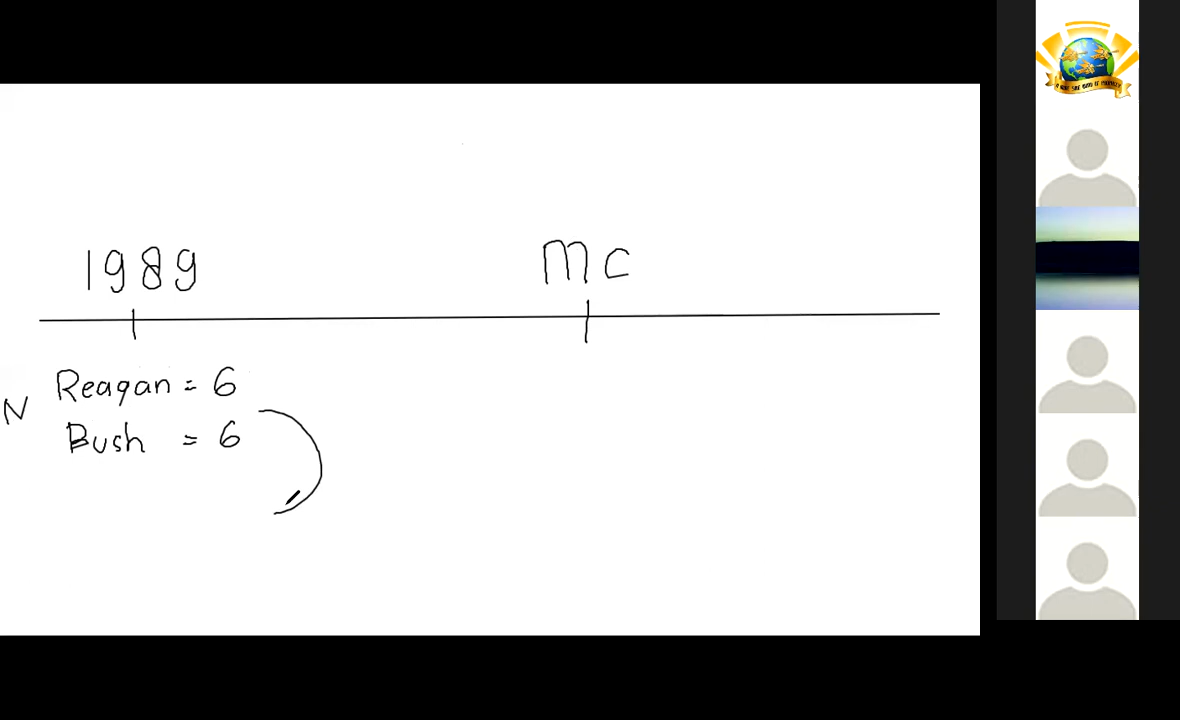 1989 MC
Reagan = 6
N
Bush = 6